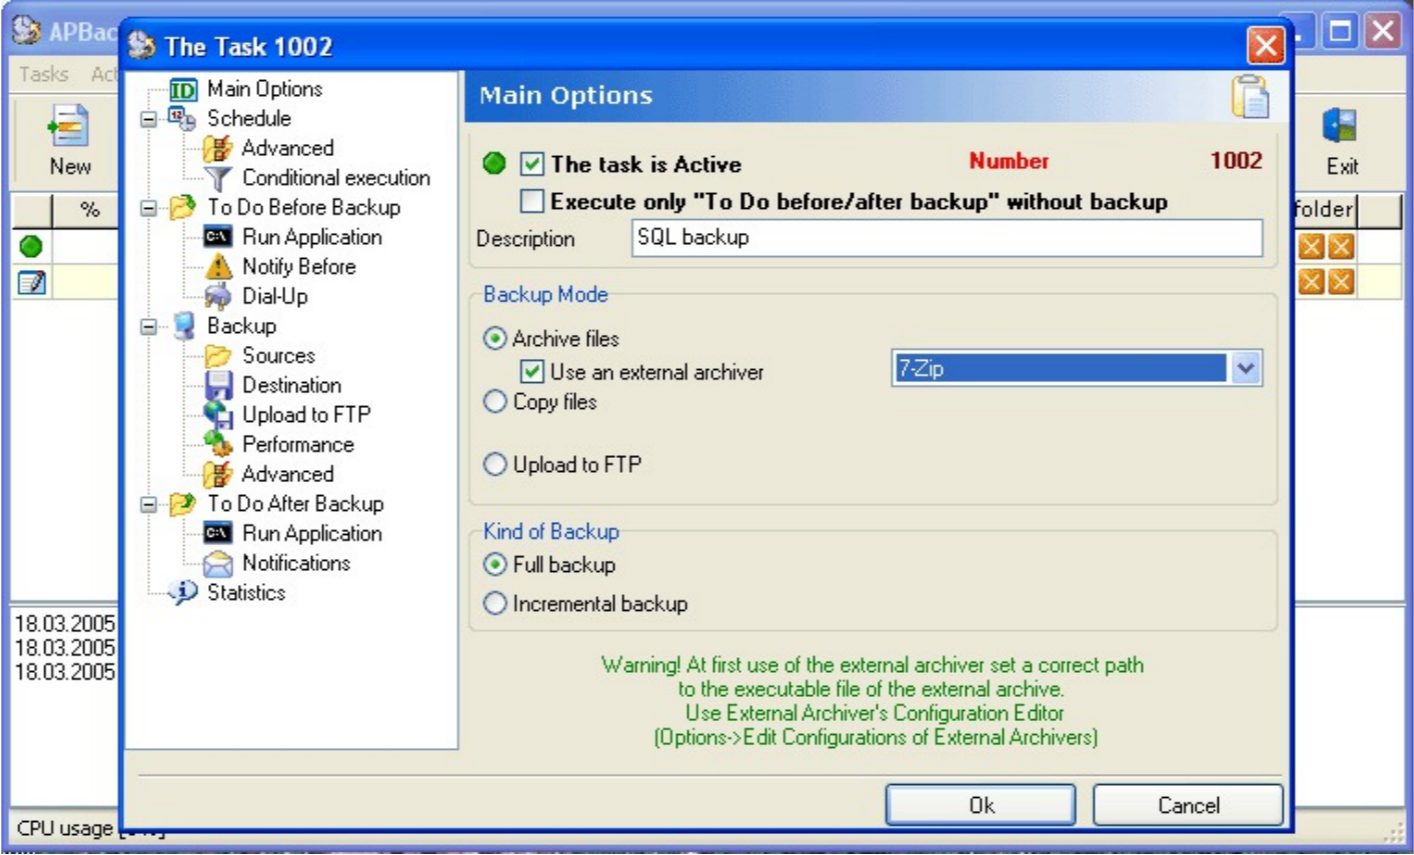 APBac
The Task 1002
Tasks Act
New
Exit
%
folder
Main Options
Schedule
Advanced
Conditional execution
To Do Before Backup
Run Application
Notify Before
Dial-Up
Backup
Sources
Destination
Upload to FTP
Performance
Advanced
To Do After Backup
Run Application
Notifications
Statistics
Main Options
The task is Active Number 1002
Execute only "To Do before/after backup" without backup
Description SQL backup
Backup Mode
Archive files
Use an external archiver 7-Zip
Copy files
Upload to FTP
Kind of Backup
Full backup
Incremental backup
Warning! At first use of the external archiver set a correct path
to the executable file of the external archive.
Use External Archiver's Configuration Editor
(Options->Edit Configurations of External Archivers)
Ok Cancel
18.03.2005
18.03.2005
18.03.2005
CPU usage